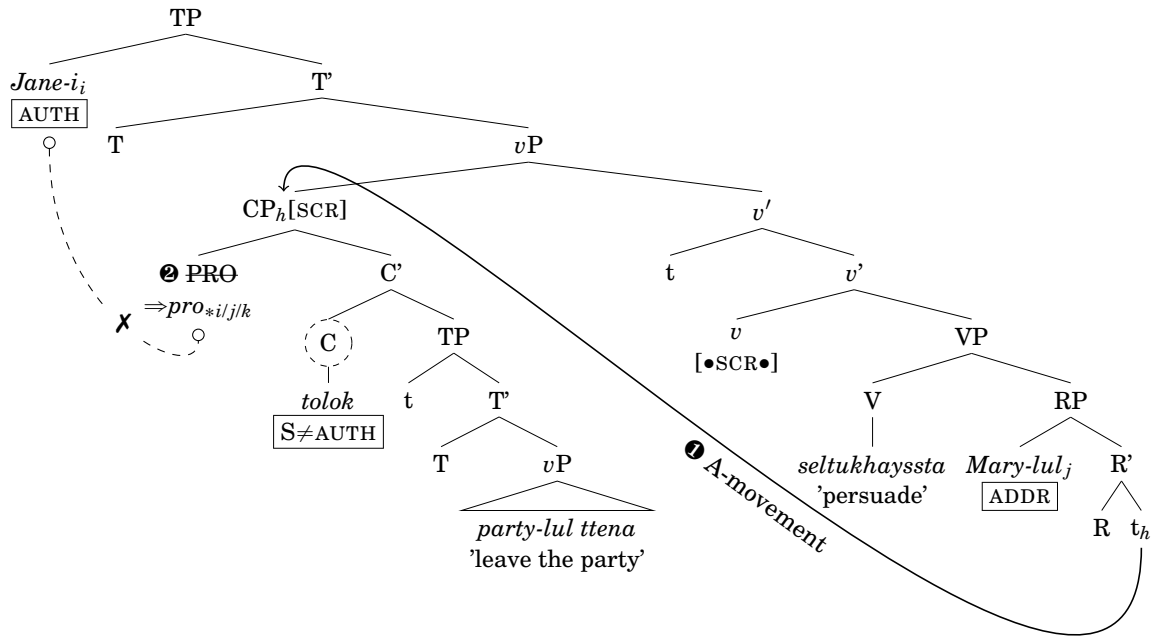 TP
Jane-i_i T’
AUTH
T vP
CP_h[SCR] v′
❷ PRO C’ t v’
⇒pro_∗i/j/k
✗ C TP v VP
[●SCR●]
tolok t T’ V RP
S≠AUTH
T vP seltukhayssta Mary-lul_j R’
'persuade' ADDR
❶ A-movement
party-lul ttena R t_h
'leave the party'